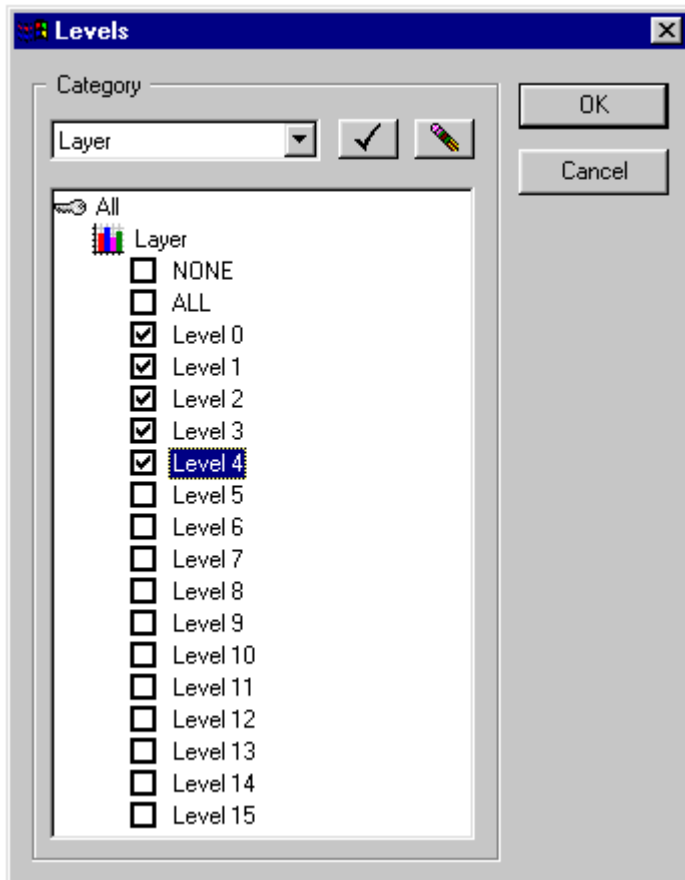 Levels
Category
OK
Layer
Cancel
All
Layer
NONE
ALL
Level 0
Level 1
Level 2
Level 3
Level 4
Level 5
Level 6
Level 7
Level 8
Level 9
Level 10
Level 11
Level 12
Level 13
Level 14
Level 15